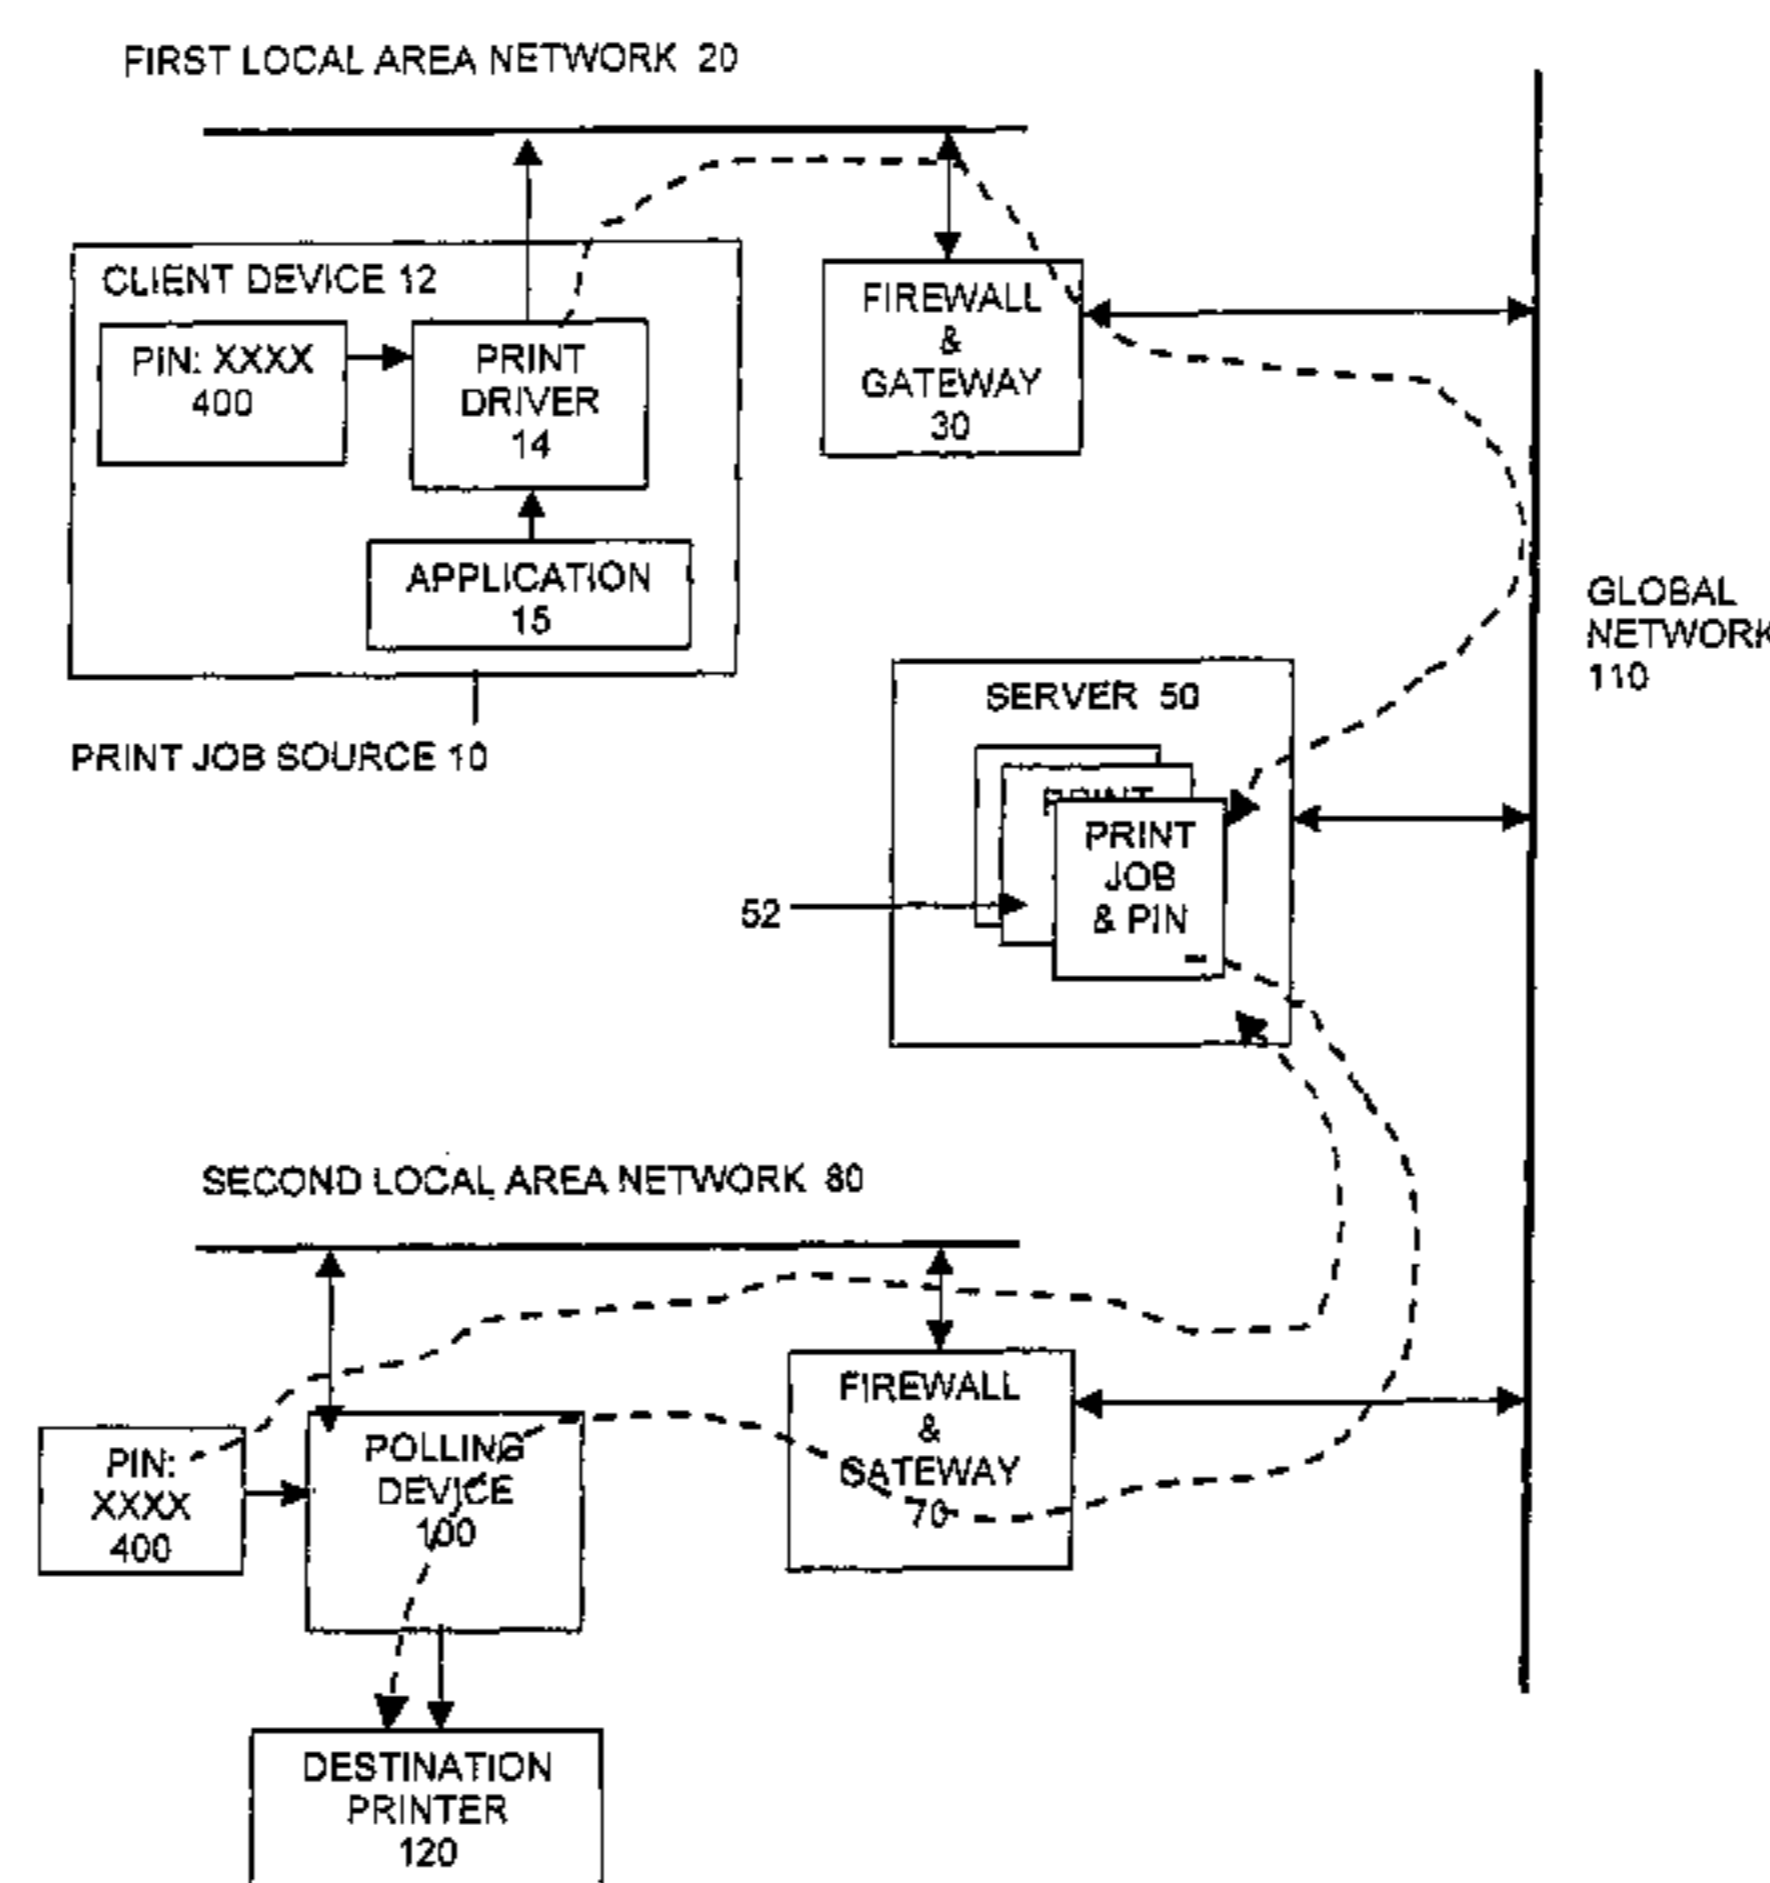 FIRST LOCAL AREA NETWORK 20
CLIENT DEVICE 12
PIN: XXXX
400
PRINT
DRIVER
14
APPLICATION
15
PRINT JOB SOURCE 10
FIREWALL
&
GATEWAY
30
GLOBAL
NETWORK
110
SERVER 50
PRINT
PRINT
JOB
& PIN
52
SECOND LOCAL AREA NETWORK 80
FIREWALL
&
GATEWAY
70
PIN:
XXXX
400
POLLING
DEVICE
100
DESTINATION
PRINTER
120